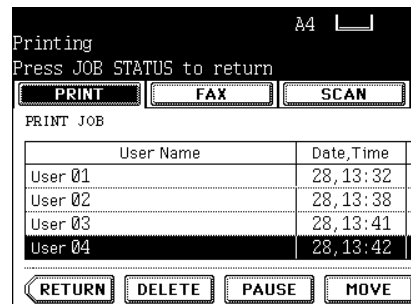 A4
Printing
Press JOB STATUS to return
PRINT FAX SCAN
PRINT JOB
User Name Date,Time
User 01 28,13:32
User 02 28,13:38
User 03 28,13:41
User 04 28,13:42
RETURN DELETE PAUSE MOVE